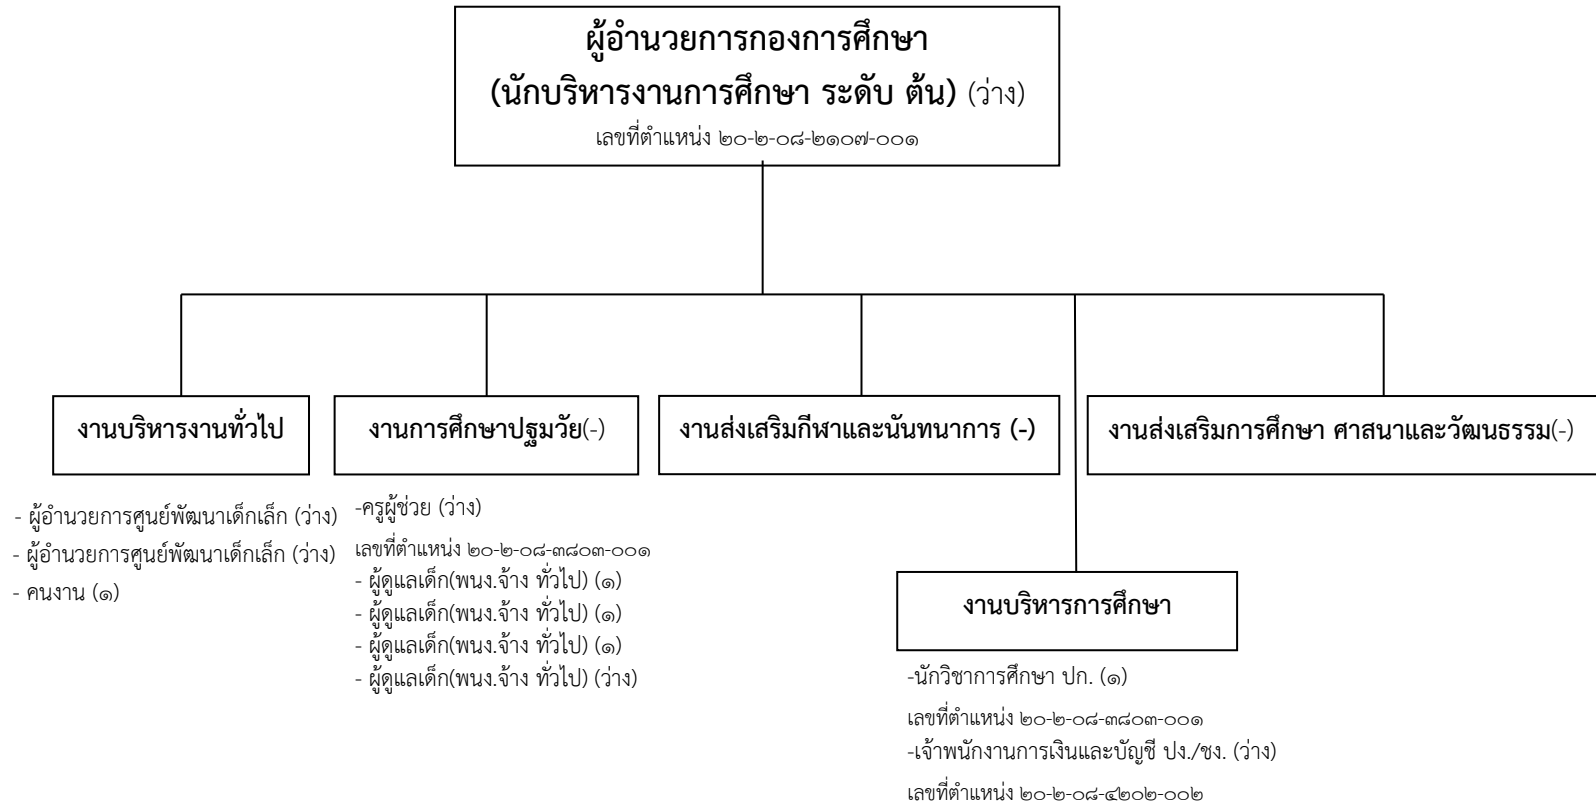 ผู้อำนวยการกองการศึกษา
(นักบริหารงานการศึกษา ระดับ ต้น) (ว่าง)
เลขที่ตำแหน่ง ๒๐-๒-๐๘-๒๑๐๗-๐๐๑
งานบริหารงานทั่วไป
- ผู้อำนวยการศูนย์พัฒนาเด็กเล็ก (ว่าง)
- ผู้อำนวยการศูนย์พัฒนาเด็กเล็ก (ว่าง)
- คนงาน (๑)
งานการศึกษาปฐมวัย(-)
-ครูผู้ช่วย (ว่าง)
เลขที่ตำแหน่ง ๒๐-๒-๐๘-๓๘๐๓-๐๐๑
- ผู้ดูแลเด็ก(พนง.จ้าง ทั่วไป) (๑)
- ผู้ดูแลเด็ก(พนง.จ้าง ทั่วไป) (๑)
- ผู้ดูแลเด็ก(พนง.จ้าง ทั่วไป) (๑)
- ผู้ดูแลเด็ก(พนง.จ้าง ทั่วไป) (ว่าง)
งานส่งเสริมกีฬาและนันทนาการ (-)
งานส่งเสริมการศึกษา ศาสนาและวัฒนธรรม(-)
งานบริหารการศึกษา
-นักวิชาการศึกษา ปก. (๑)
เลขที่ตำแหน่ง ๒๐-๒-๐๘-๓๘๐๓-๐๐๑
-เจ้าพนักงานการเงินและบัญชี ปง./ชง. (ว่าง)
เลขที่ตำแหน่ง ๒๐-๒-๐๘-๔๒๐๒-๐๐๒